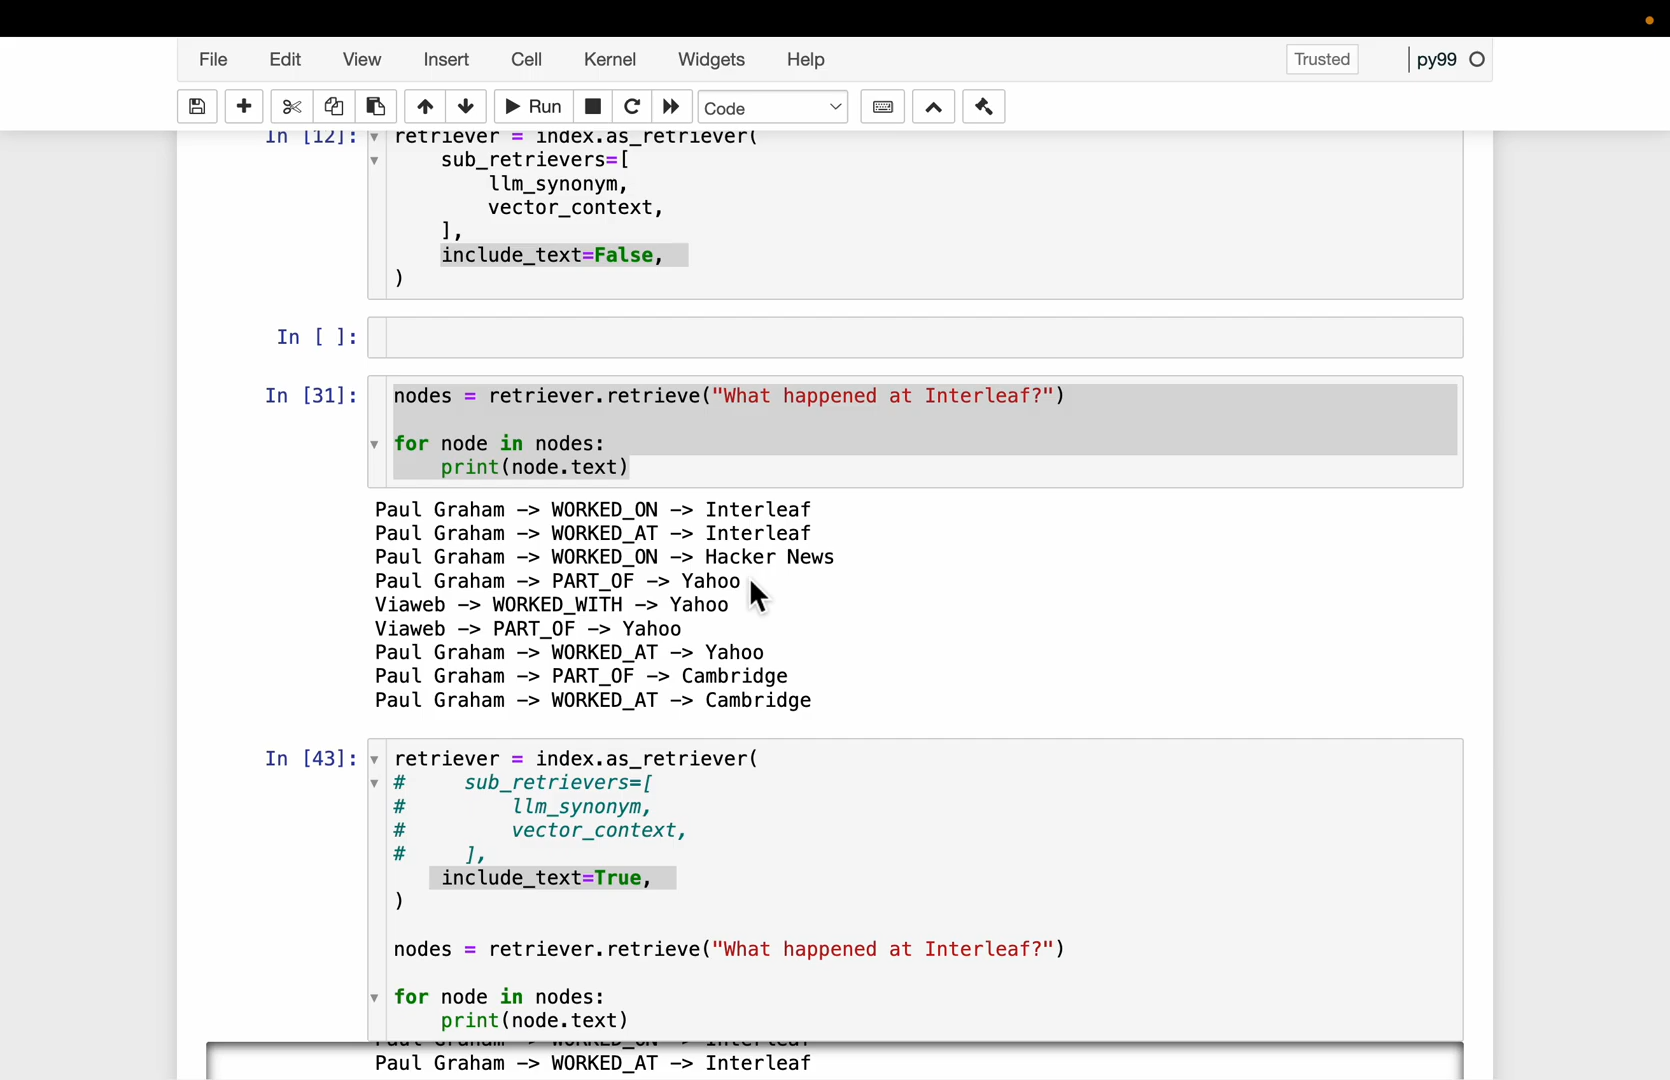 File Edit View Insert Cell Kernel Widgets Help Trusted py99
Run Code
In [12]: retriever = index.as_retriever(
sub_retrievers=[
llm_synonym,
vector_context,
],
include_text=False,
)
In [ ]:
In [31]: nodes = retriever.retrieve("What happened at Interleaf?")
for node in nodes:
print(node.text)
Paul Graham -> WORKED_ON -> Interleaf
Paul Graham -> WORKED_AT -> Interleaf
Paul Graham -> WORKED_ON -> Hacker News
Paul Graham -> PART_OF -> Yahoo
Viaweb -> WORKED_WITH -> Yahoo
Viaweb -> PART_OF -> Yahoo
Paul Graham -> WORKED_AT -> Yahoo
Paul Graham -> PART_OF -> Cambridge
Paul Graham -> WORKED_AT -> Cambridge
In [43]: retriever = index.as_retriever(
# sub_retrievers=[
# llm_synonym,
# vector_context,
# ],
include_text=True,
)
nodes = retriever.retrieve("What happened at Interleaf?")
for node in nodes:
print(node.text)
Paul Graham -> WORKED_AT -> Interleaf